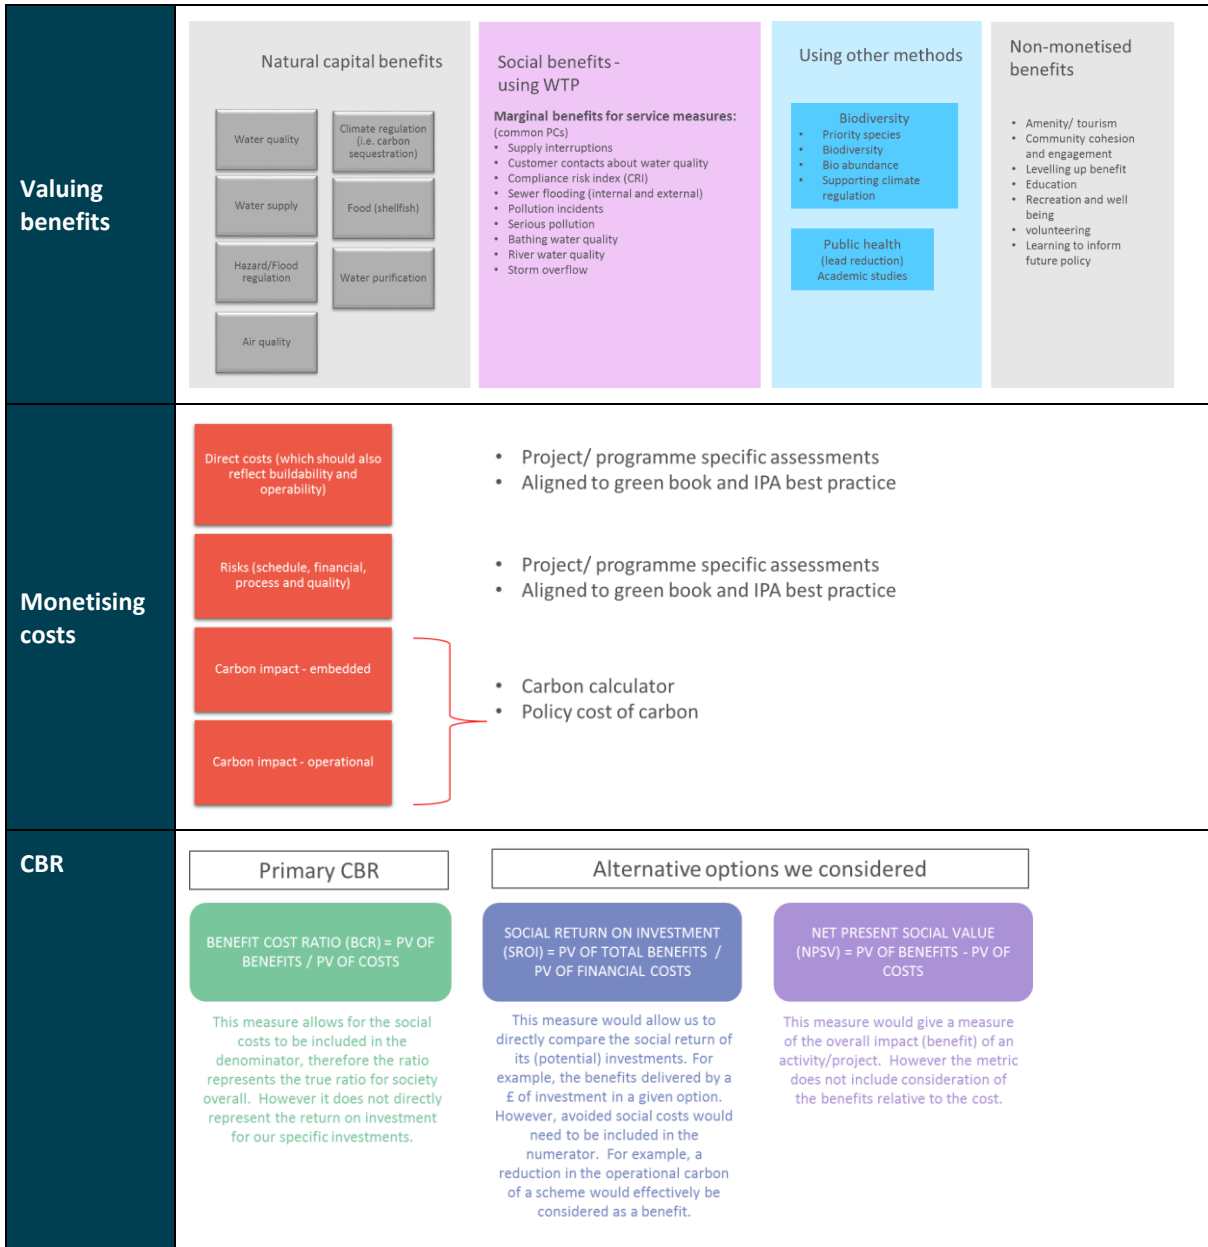 Valuing
benefits
Natural capital benefits
Water quality
Climate regulation
(i.e. carbon
sequestration)
Water supply
Food (shellfish)
Hazard/Flood
regulation
Water purification
Air quality
Social benefits -
using WTP
Marginal benefits for service measures:
(common PCs)
• Supply interruptions
• Customer contacts about water quality
• Compliance risk index (CRI)
• Sewer flooding (internal and external)
• Pollution incidents
• Serious pollution
• Bathing water quality
• River water quality
• Storm overflow
Using other methods
Biodiversity
• Priority species
• Biodiversity
• Bio abundance
• Supporting climate
regulation
Public health
(lead reduction)
Academic studies
Non-monetised
benefits
• Amenity/ tourism
• Community cohesion
and engagement
• Levelling up benefit
• Education
• Recreation and well
being
• volunteering
• Learning to inform
future policy
Monetising
costs
Direct costs (which should also
reflect buildability and
operability)
• Project/ programme specific assessments
• Aligned to green book and IPA best practice
Risks (schedule, financial,
process and quality)
• Project/ programme specific assessments
• Aligned to green book and IPA best practice
Carbon impact - embedded
Carbon impact - operational
• Carbon calculator
• Policy cost of carbon
CBR
Primary CBR
Alternative options we considered
BENEFIT COST RATIO (BCR) = PV OF
BENEFITS / PV OF COSTS
This measure allows for the social
costs to be included in the
denominator, therefore the ratio
represents the true ratio for society
overall. However it does not directly
represent the return on investment
for our specific investments.
SOCIAL RETURN ON INVESTMENT
(SROI) = PV OF TOTAL BENEFITS /
PV OF FINANCIAL COSTS
This measure would allow us to
directly compare the social return of
its (potential) investments. For
example, the benefits delivered by a
£ of investment in a given option.
However, avoided social costs would
need to be included in the
numerator. For example, a
reduction in the operational carbon
of a scheme would effectively be
considered as a benefit.
NET PRESENT SOCIAL VALUE
(NPSV) = PV OF BENEFITS - PV OF
COSTS
This measure would give a measure
of the overall impact (benefit) of an
activity/project. However the metric
does not include consideration of
the benefits relative to the cost.